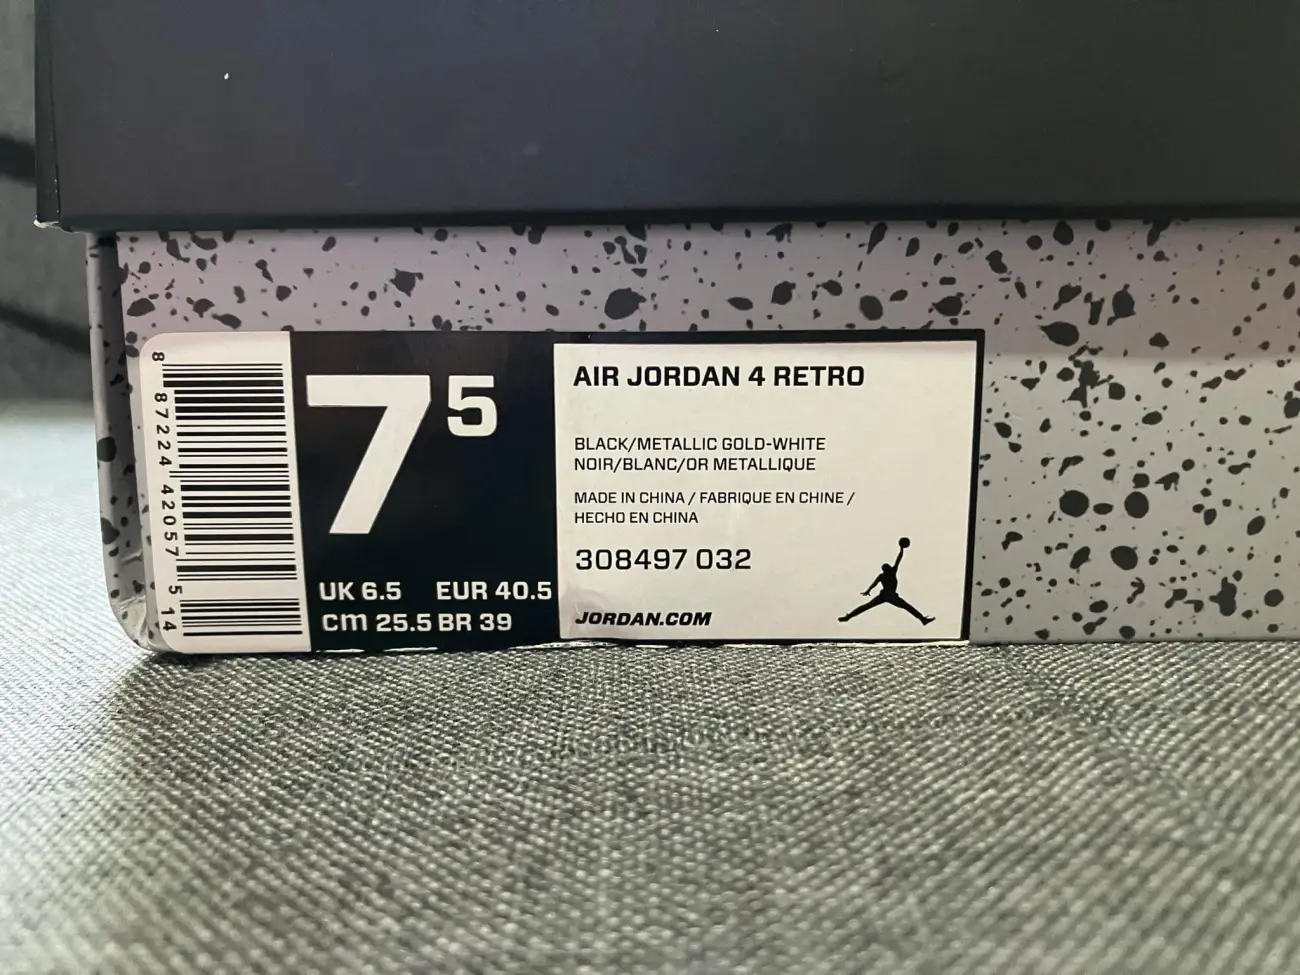 8 87224 42057 5 14
7 5
UK 6.5 EUR 40.5
cm 25.5 BR 39
AIR JORDAN 4 RETRO
BLACK/METALLIC GOLD-WHITE
NOIR/BLANC/OR METALLIQUE
MADE IN CHINA / FABRIQUE EN CHINE /
HECHO EN CHINA
308497 032
JORDAN.COM